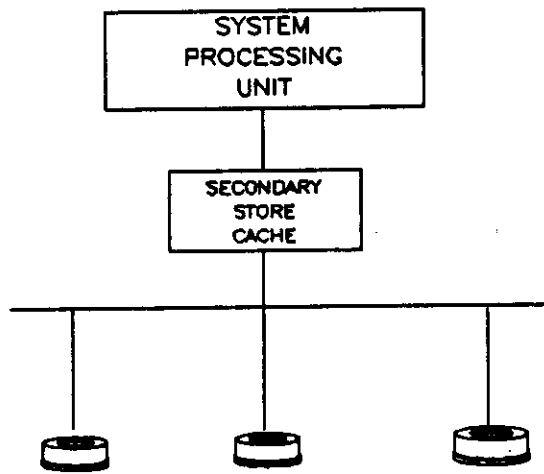 SYSTEM
PROCESSING
UNIT
SECONDARY
STORE
CACHE